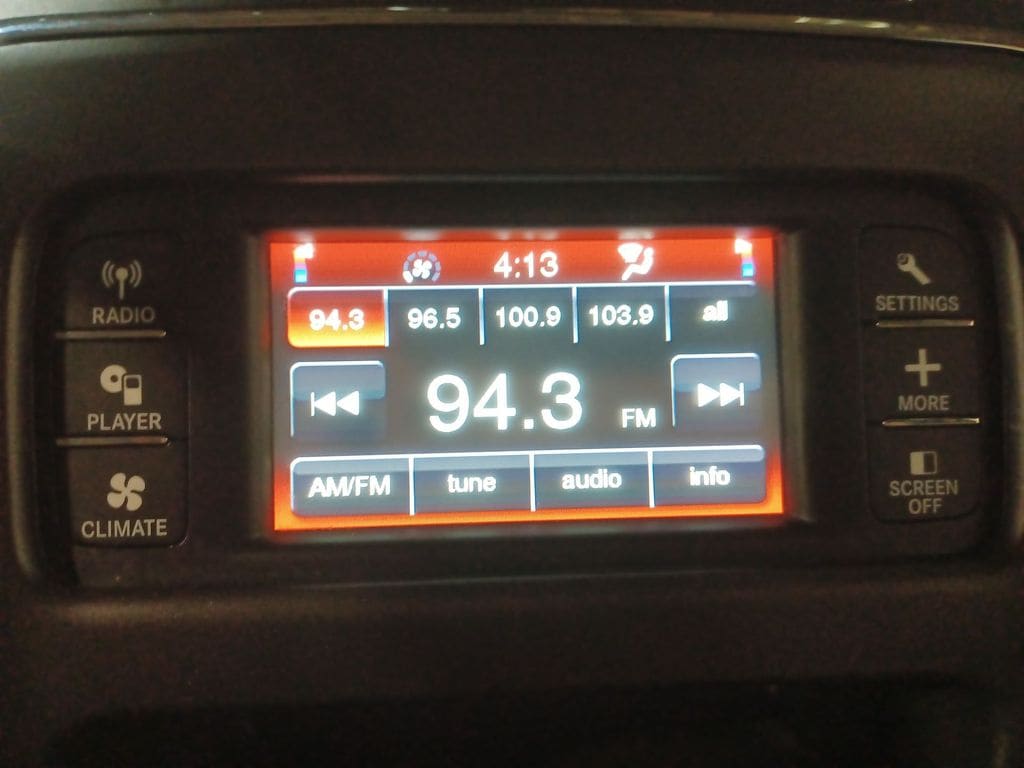 4:13
94.3 96.5 100.9 103.9 all
94.3 FM
AM/FM tune audio info
RADIO
PLAYER
CLIMATE
SETTINGS
MORE
SCREEN
OFF